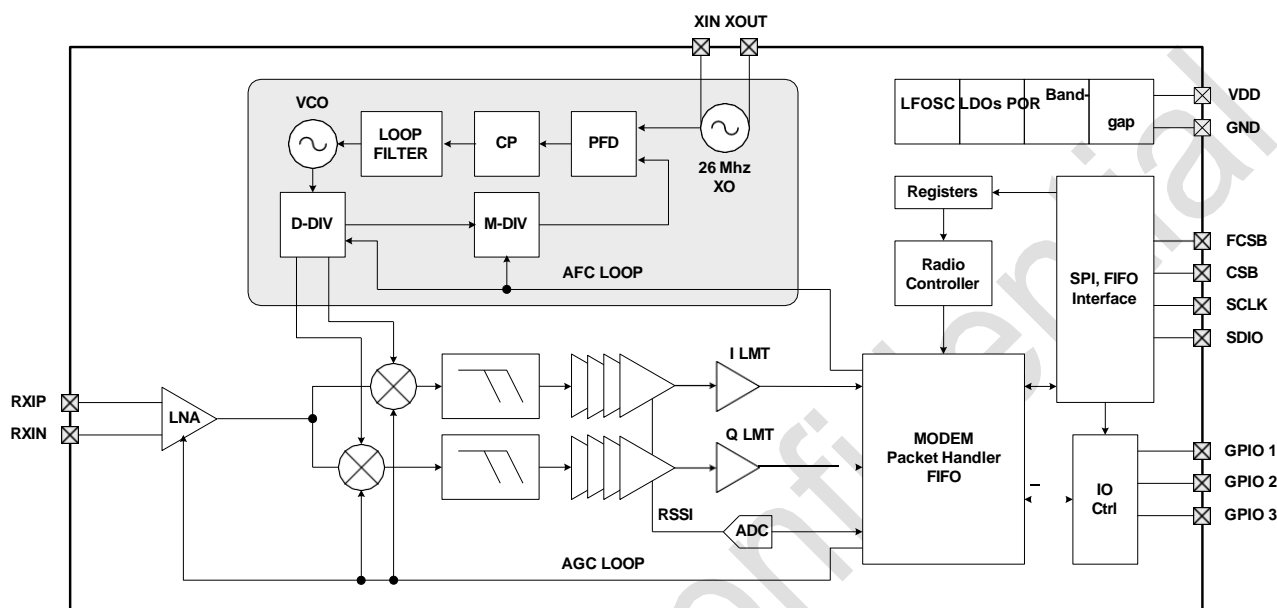 XIN XOUT
VCO
LOOP
FILTER
CP
PFD
26 Mhz
XO
D-DIV
M-DIV
AFC LOOP
LFOSC LDOs POR Band-
gap
VDD
GND
Registers
Radio
Controller
SPI, FIFO
Interface
FCSB
CSB
SCLK
SDIO
RXIP
RXIN
LNA
I LMT
Q LMT
MODEM
Packet Handler
FIFO
RSSI
ADC
AGC LOOP
IO
Ctrl
GPIO 1
GPIO 2
GPIO 3
onfidential